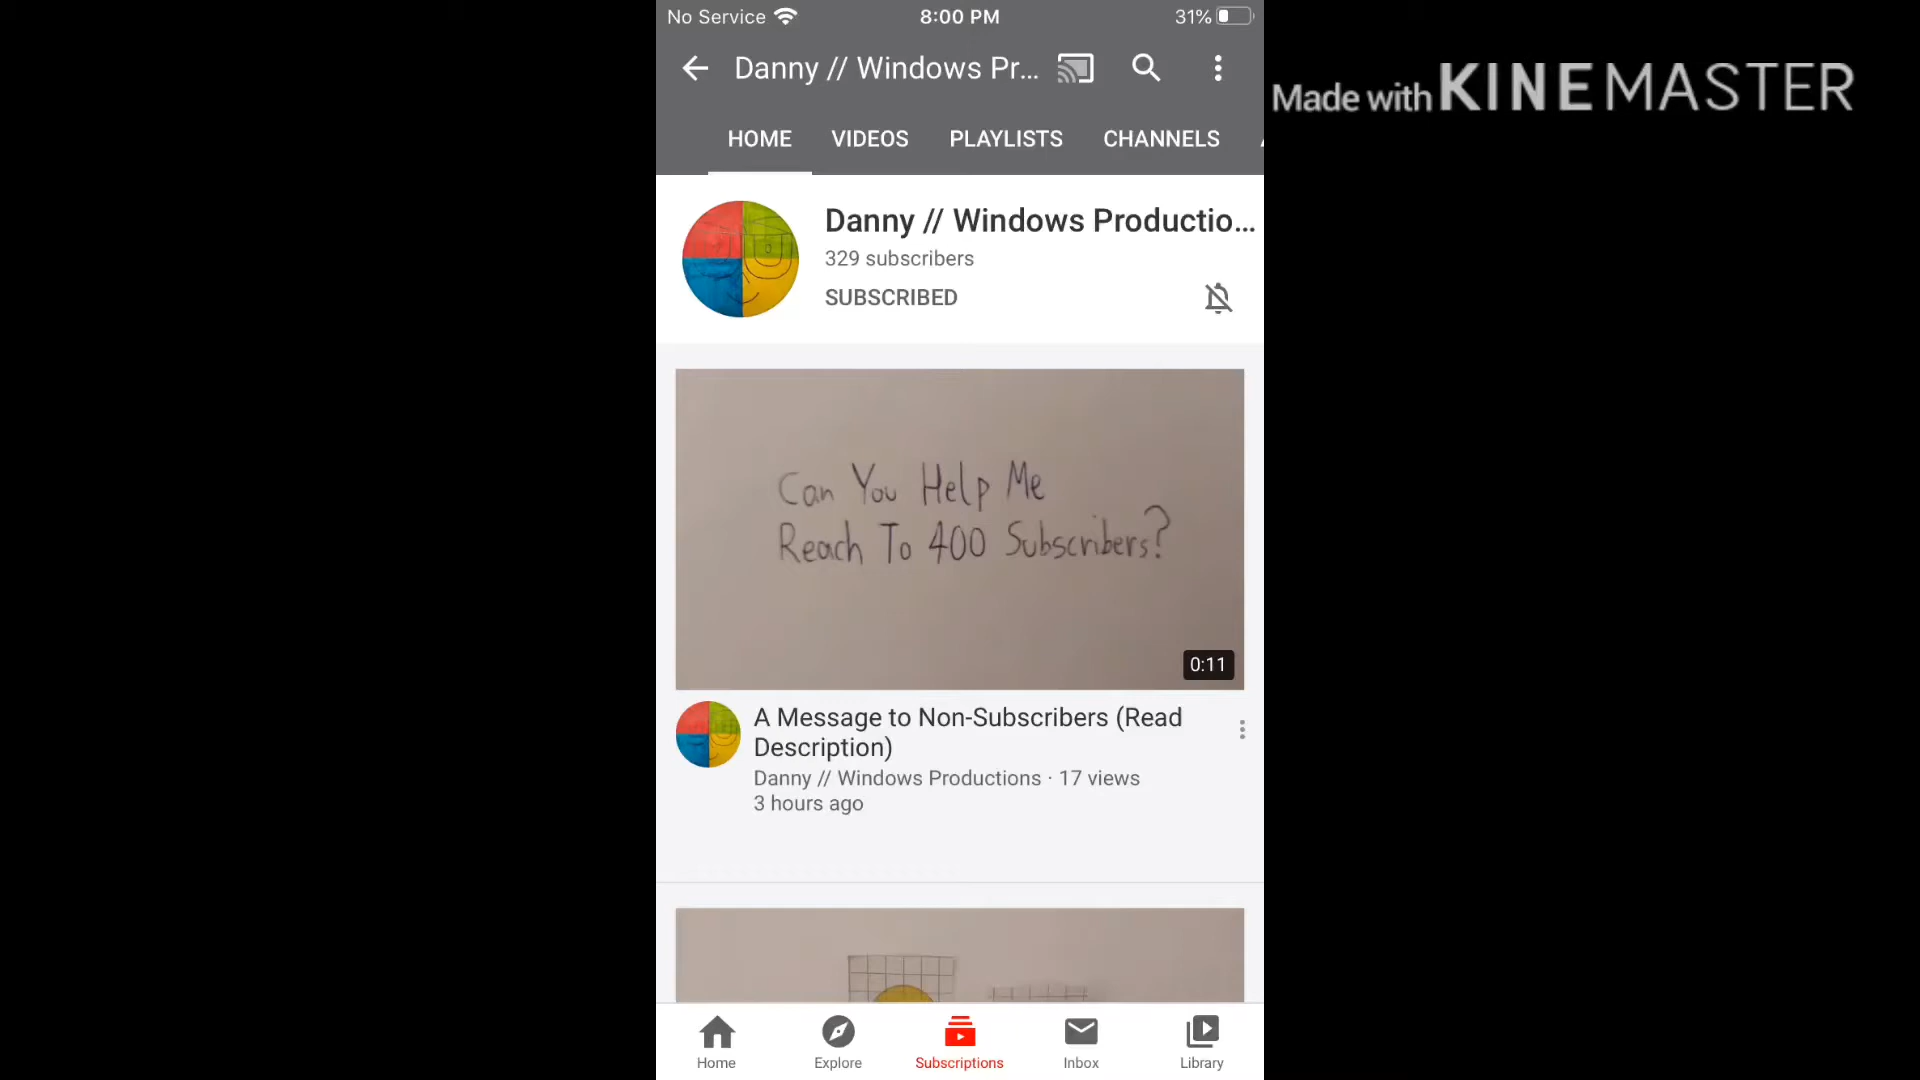 No Service 8:00 PM 31%
Danny // Windows Pr...
Made with KINEMASTER
HOME VIDEOS PLAYLISTS CHANNELS
Danny // Windows Productio...
329 subscribers
SUBSCRIBED
Can You Help Me
Reach To 400 Subscribers?
0:11
A Message to Non-Subscribers (Read
Description)
Danny // Windows Productions · 17 views
3 hours ago
Home Explore Subscriptions Inbox Library